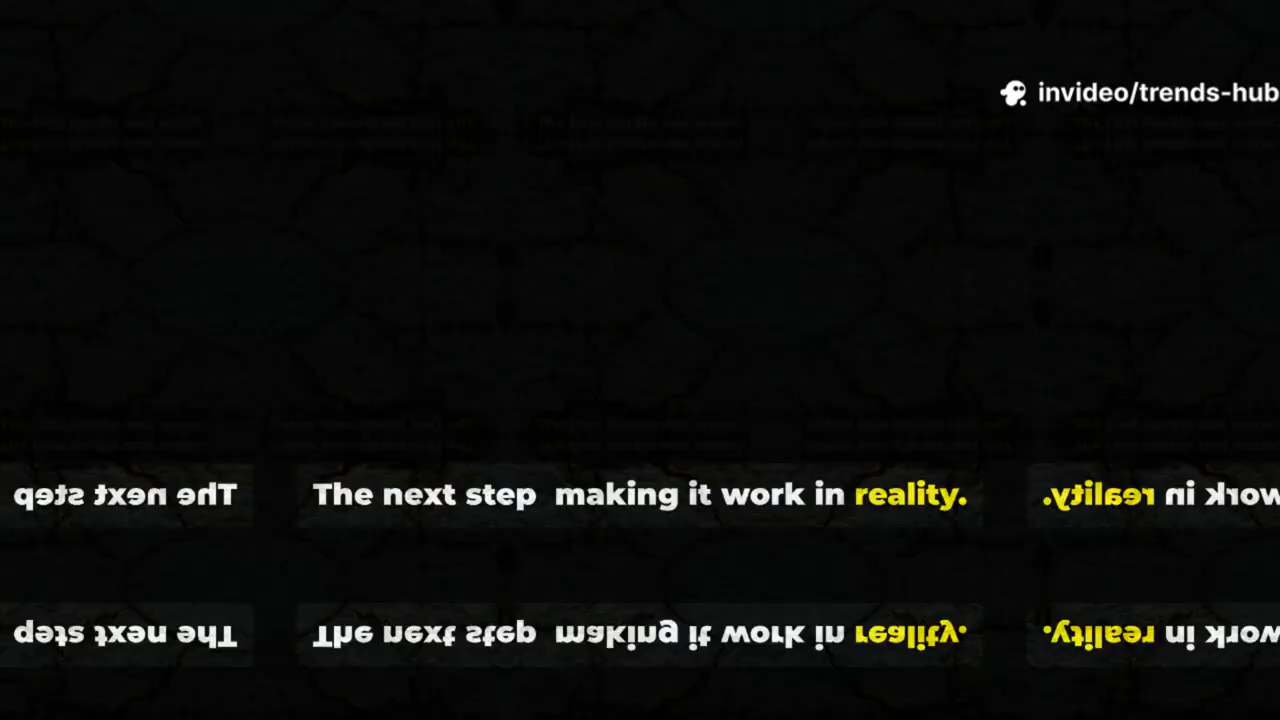 invideo/trends-hub
The next step The next step making it work in reality. work in reality.
The next step The next step making it work in reality. work in reality.